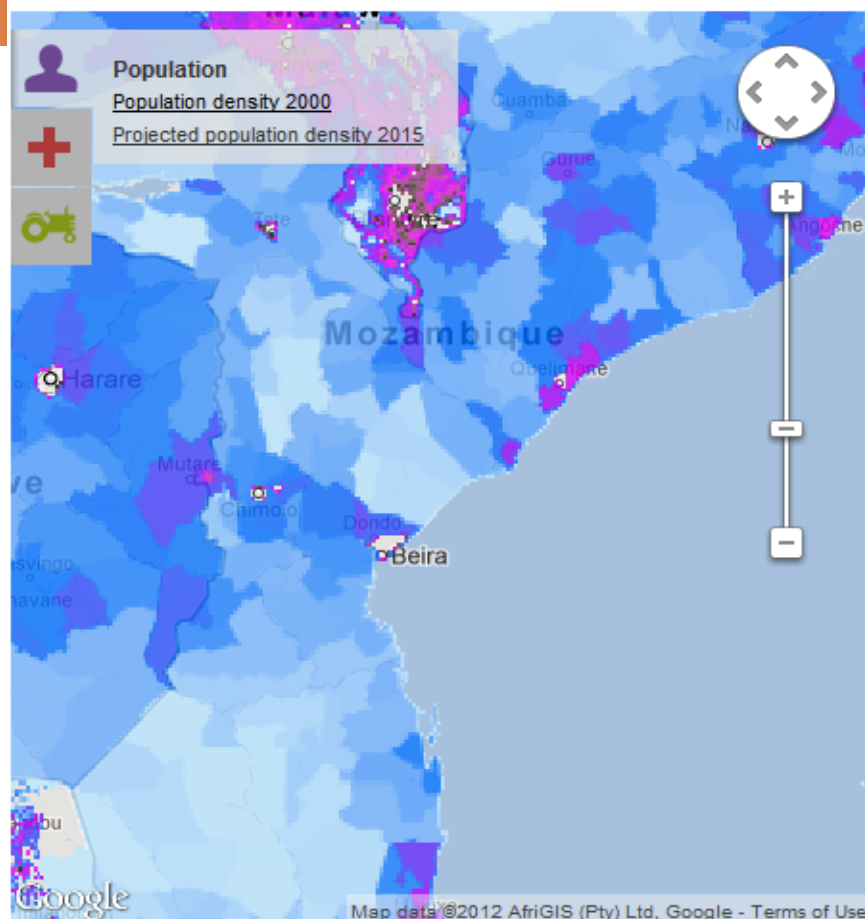 Population
Population density 2000
Projected population density 2015
Cuamba
Gurue
Tete
Blantyre
Angoche
Mozambique
Quelimane
Harare
Mutare
Chimoio
Dondo
Beira
Google
Map data ©2012 AfriGIS (Pty) Ltd, Google - Terms of Use